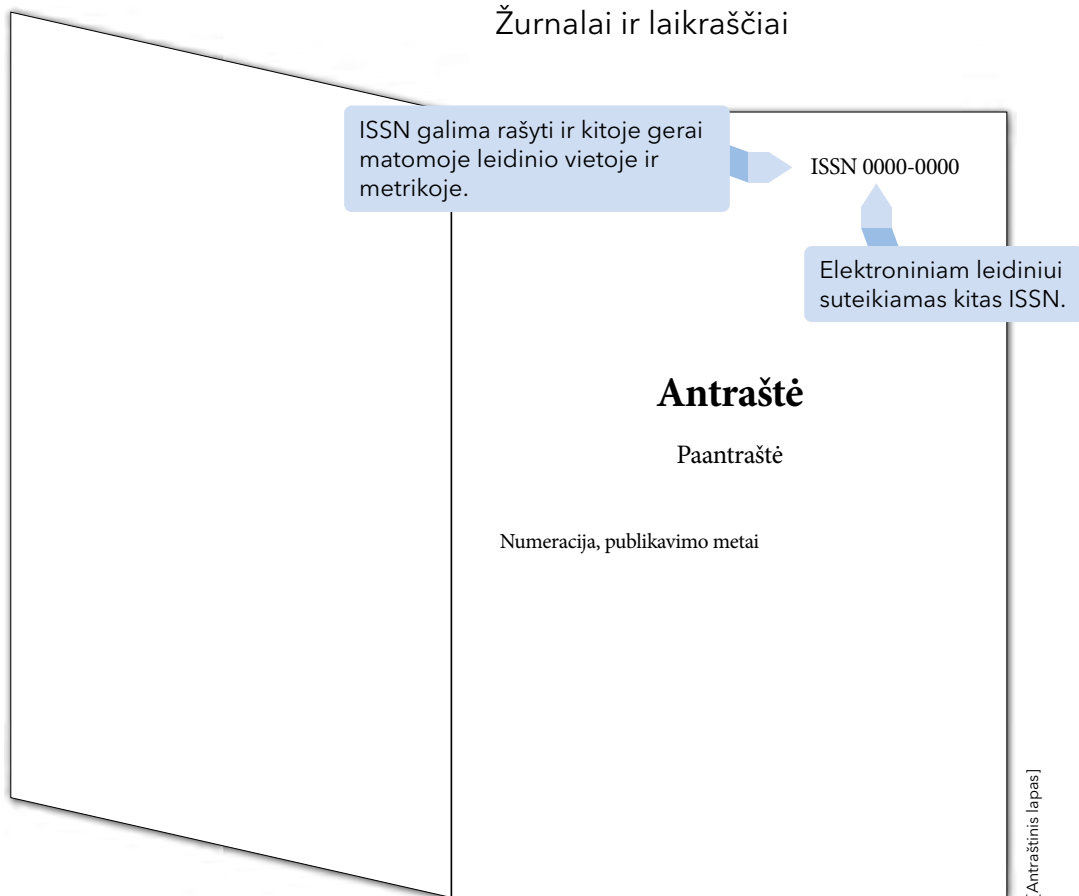 Žurnalai ir laikraščiai
ISSN galima rašyti ir kitoje gerai
matomoje leidinio vietoje ir
metrikoje.
ISSN 0000-0000
Elektroniniam leidiniui
suteikiamas kitas ISSN.
Antraštė
Paantraštė
Numeracija, publikavimo metai
[Antraštinis lapas]